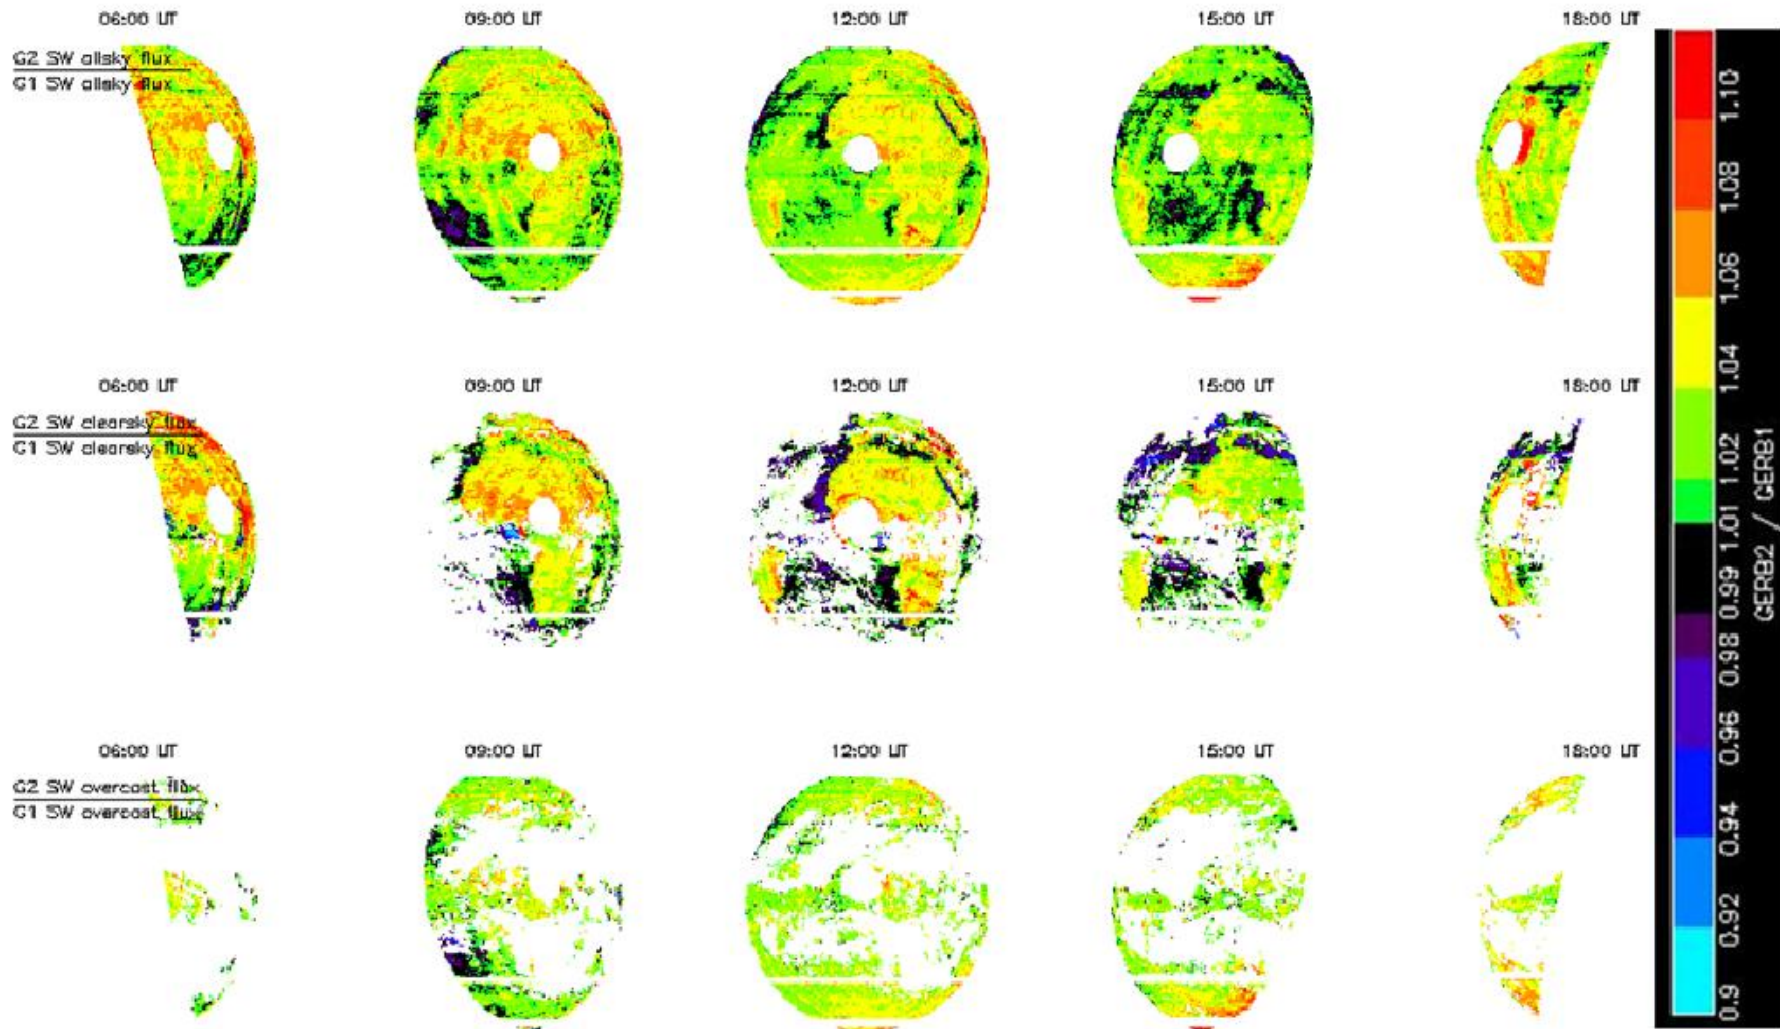 06:00 UT 09:00 UT 12:00 UT 15:00 UT 18:00 UT
G2 SW allsky flux
G1 SW allsky flux
06:00 UT 09:00 UT 12:00 UT 15:00 UT 18:00 UT
G2 SW clearsky flux
G1 SW clearsky flux
06:00 UT 09:00 UT 12:00 UT 15:00 UT 18:00 UT
G2 SW overcast flux
G1 SW overcast flux
0.9 0.92 0.94 0.96 0.98 0.99 1.01 1.02 1.04 1.06 1.08 1.10
GERB2 / GERB1